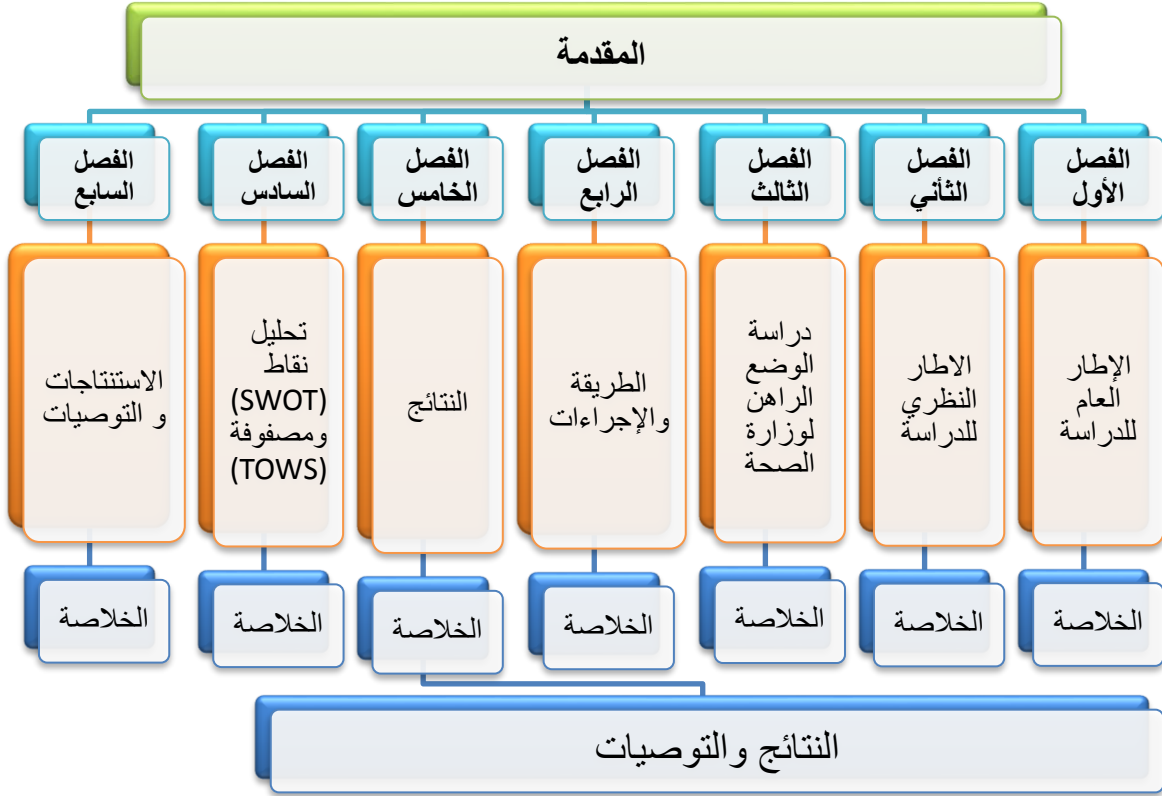 المقدمة
الفصل
الأول
الفصل
الثأني
الفصل
الثالث
الفصل
الرابع
الفصل
الخامس
الفصل
السادس
الفصل
السابع
الإطار
العام
للدراسة
الاطار
النظري
للدراسة
دراسة
الوضع
الراهن
لوزارة
الصحة
الطريقة
والإجراءات
النتائج
تحليل
نقاط
(SWOT)
ومصفوفة
(TOWS)
الاستنتاجات
و التوصيات
الخلاصة
الخلاصة
الخلاصة
الخلاصة
الخلاصة
الخلاصة
الخلاصة
النتائج والتوصيات